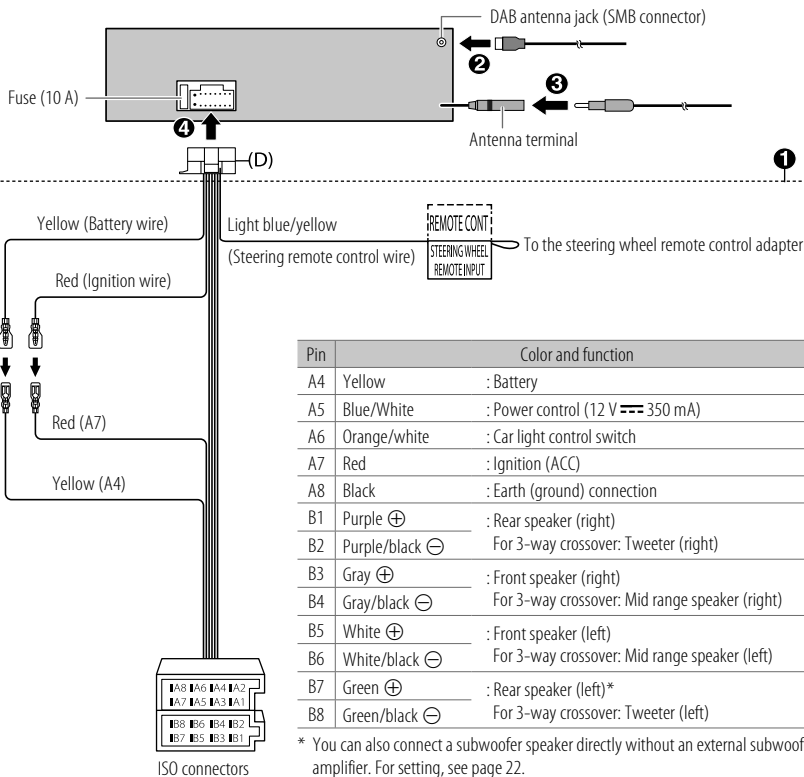 DAB antenna jack (SMB connector)
❷
Fuse (10 A)
❸
❹
Antenna terminal
(D)
❶
Yellow (Battery wire)
Light blue/yellow
(Steering remote control wire)
REMOTE CONT
STEERING WHEEL
REMOTE INPUT
To the steering wheel remote control adapter
Red (Ignition wire)
Red (A7)
Yellow (A4)
Pin Color and function
A4 Yellow : Battery
A5 Blue/White : Power control (12 V ⎓ 350 mA)
A6 Orange/white : Car light control switch
A7 Red : Ignition (ACC)
A8 Black : Earth (ground) connection
B1 Purple ⊕ : Rear speaker (right)
B2 Purple/black ⊖ For 3-way crossover: Tweeter (right)
B3 Gray ⊕ : Front speaker (right)
B4 Gray/black ⊖ For 3-way crossover: Mid range speaker (right)
B5 White ⊕ : Front speaker (left)
B6 White/black ⊖ For 3-way crossover: Mid range speaker (left)
B7 Green ⊕ : Rear speaker (left)*
B8 Green/black ⊖ For 3-way crossover: Tweeter (left)
* You can also connect a subwoofer speaker directly without an external subwoof
amplifier. For setting, see page 22.
A8 A6 A4 A2
A7 A5 A3 A1
B8 B6 B4 B2
B7 B5 B3 B1
ISO connectors